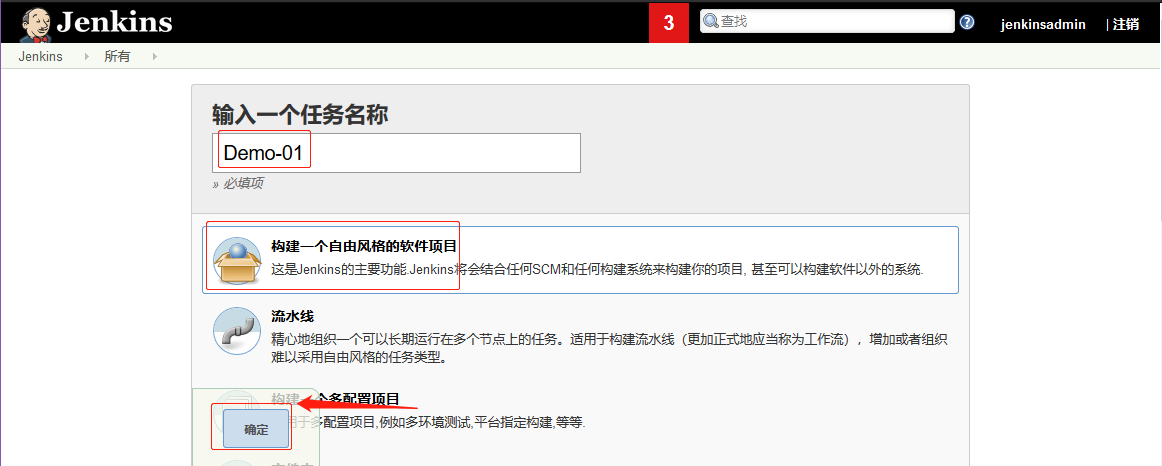 Jenkins
3
查找
?
jenkinsadmin
| 注销
Jenkins
所有
输入一个任务名称
Demo-01
» 必填项
构建一个自由风格的软件项目
这是Jenkins的主要功能.Jenkins将会结合任何SCM和任何构建系统来构建你的项目, 甚至可以构建软件以外的系统.
流水线
精心地组织一个可以长期运行在多个节点上的任务。适用于构建流水线（更加正式地应当称为工作流），增加或者组织
难以采用自由风格的任务类型。
构建一个多配置项目
用于多配置项目,例如多环境测试,平台指定构建,等等.
确定